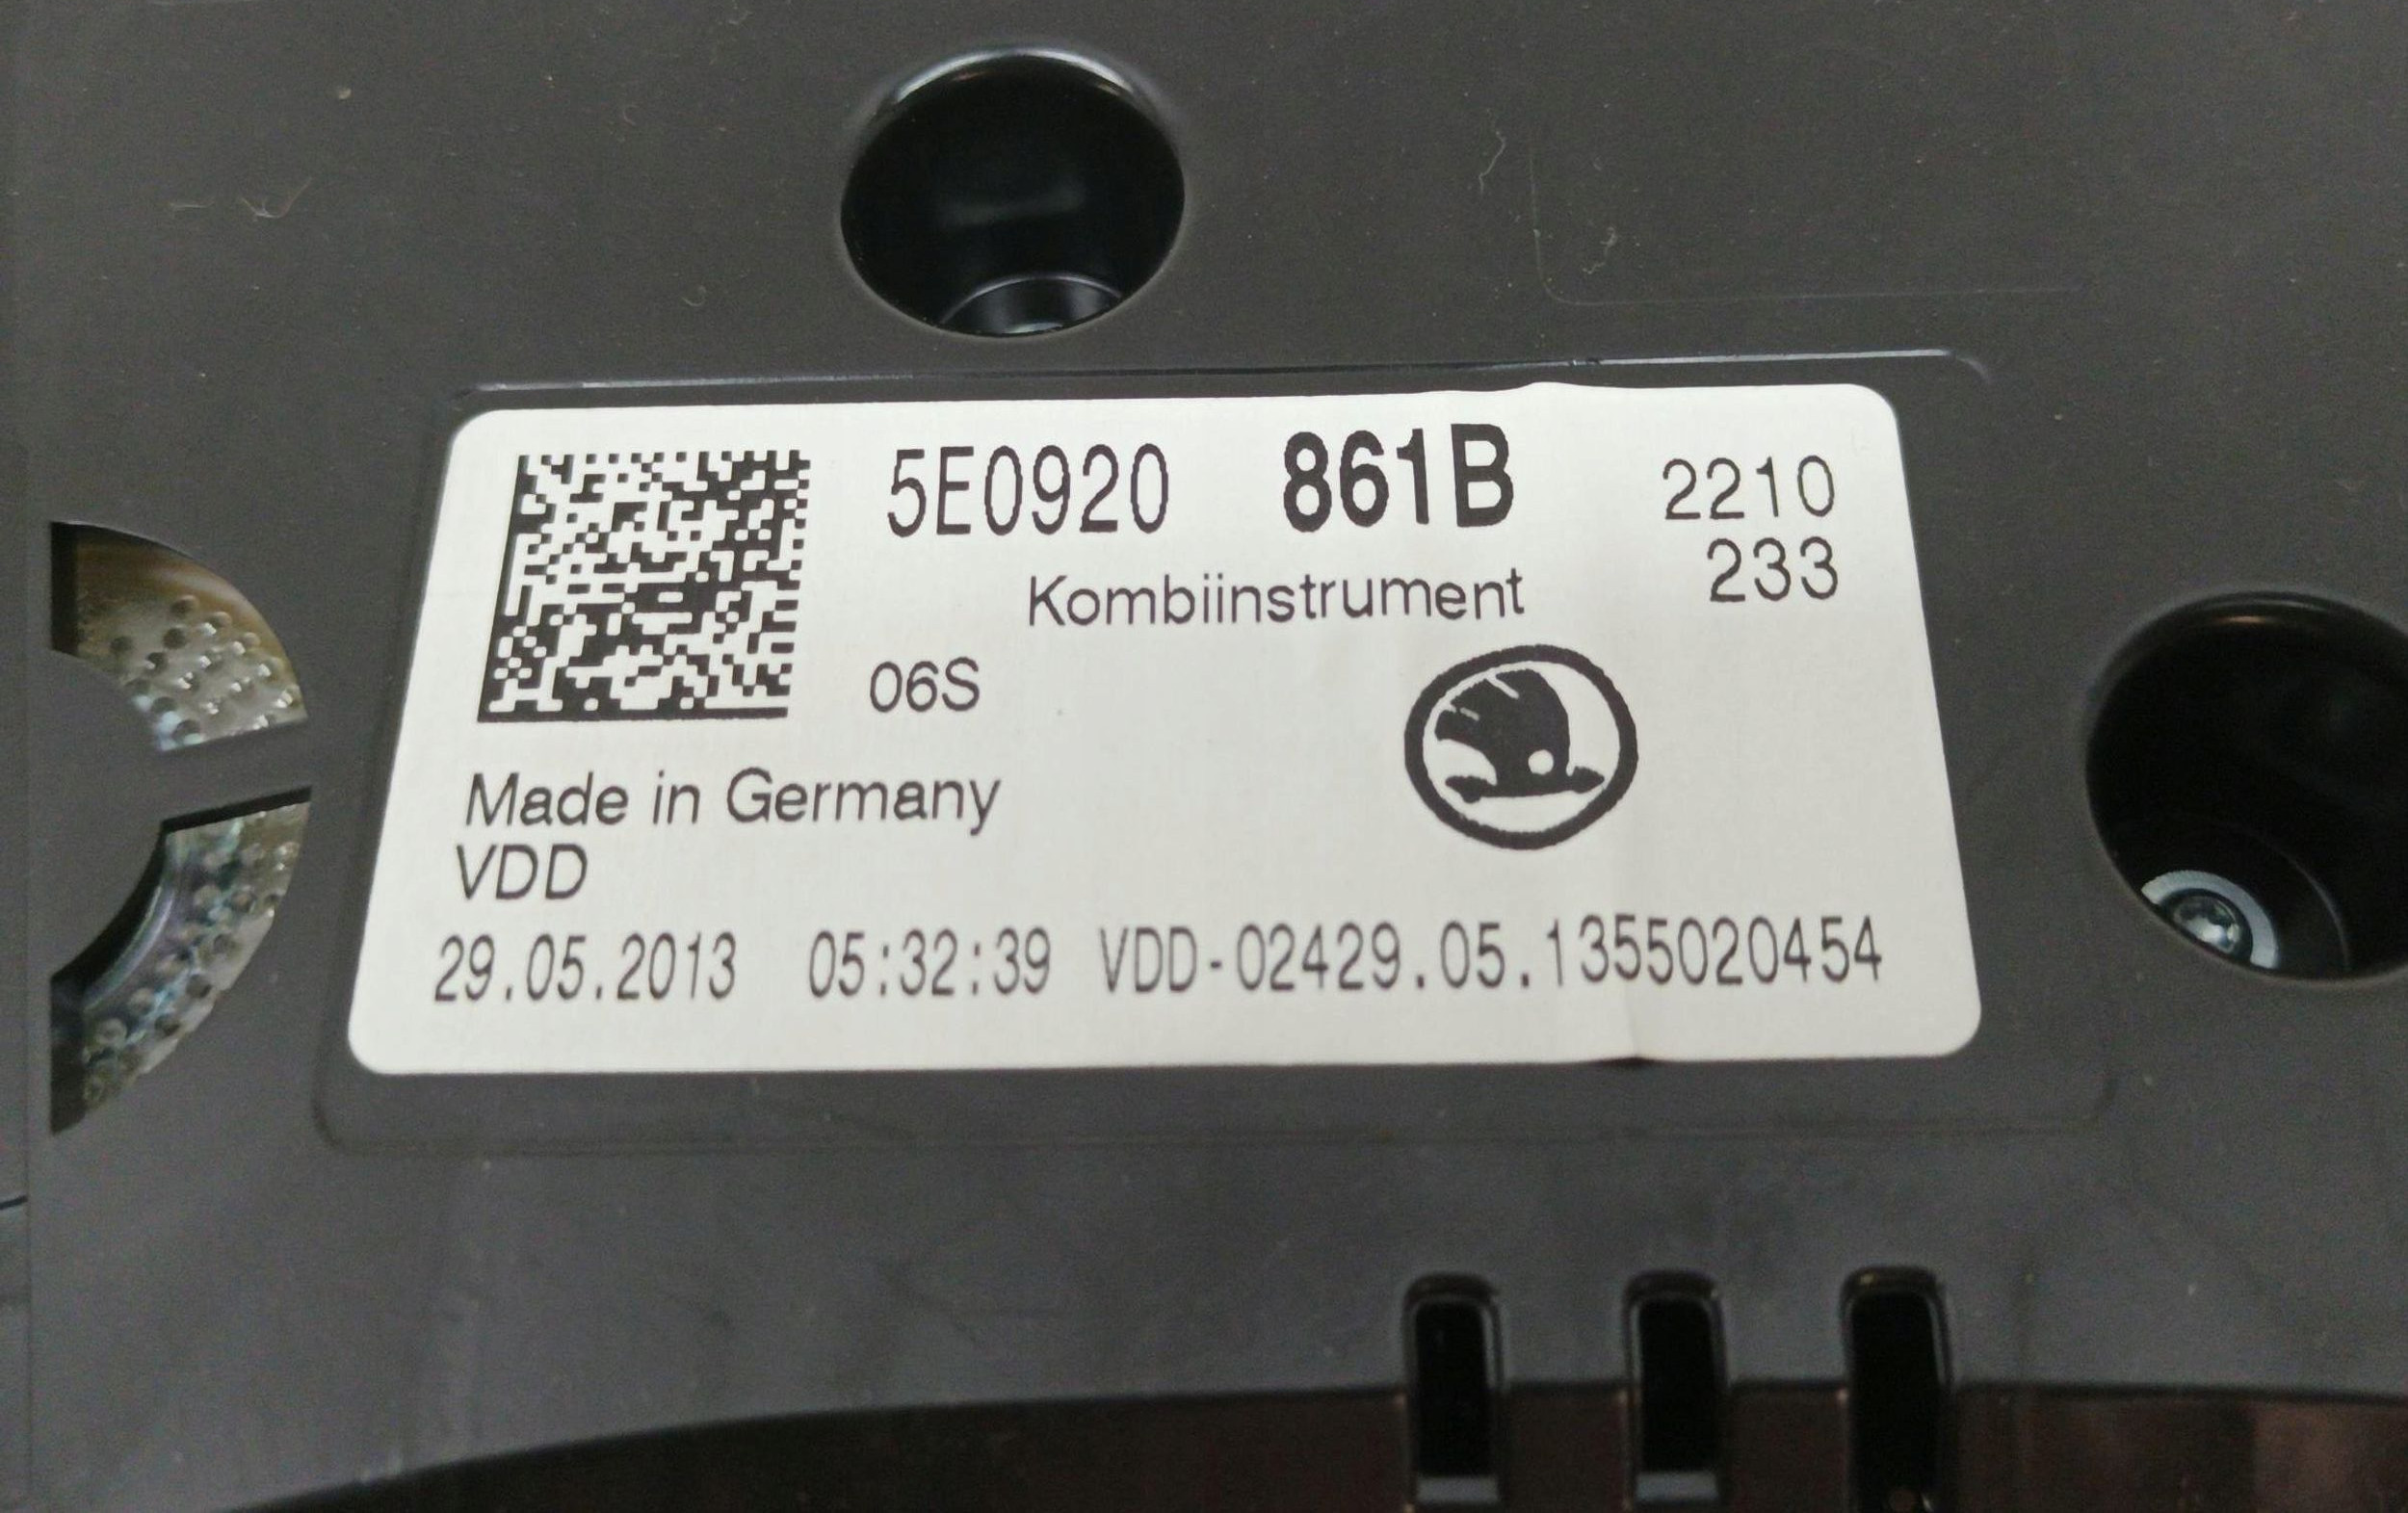 5E0920 861B 2210
233
Kombiinstrument
06S
Made in Germany
VDD
29.05.2013 05:32:39 VDD-02429.05.1355020454